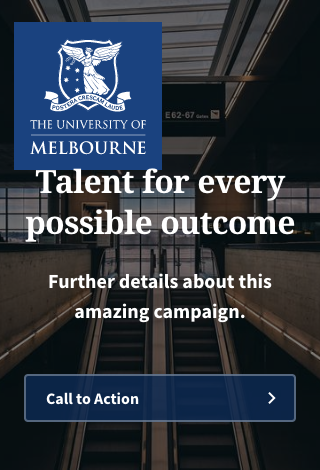 POSTERA CRESCAM LAUDE
THE UNIVERSITY OF
MELBOURNE
E62-67 Gates
Talent for every
possible outcome
Further details about this
amazing campaign.
Call to Action